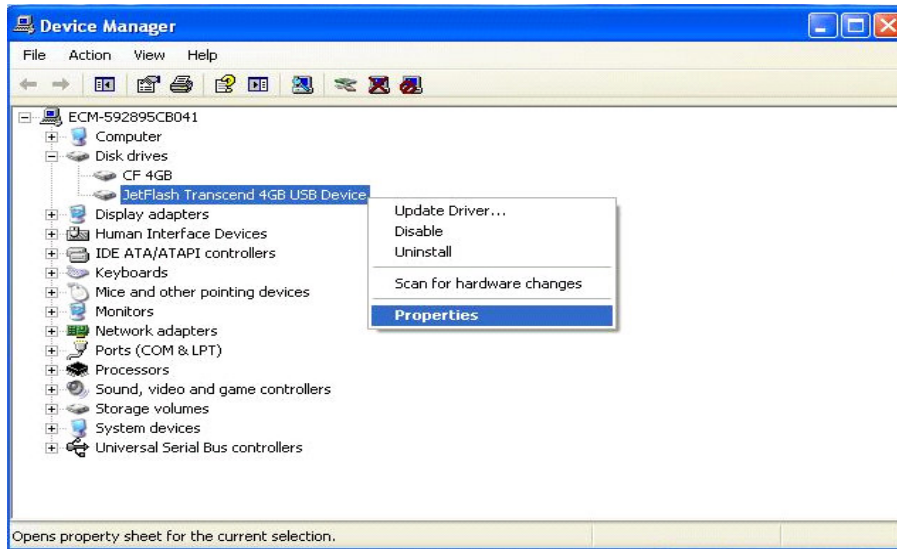 Device Manager
File Action View Help
ECM-592895CB041
Computer
Disk drives
CF 4GB
JetFlash Transcend 4GB USB Device
Display adapters
Human Interface Devices
IDE ATA/ATAPI controllers
Keyboards
Mice and other pointing devices
Monitors
Network adapters
Ports (COM & LPT)
Processors
Sound, video and game controllers
Storage volumes
System devices
Universal Serial Bus controllers
Update Driver...
Disable
Uninstall
Scan for hardware changes
Properties
Opens property sheet for the current selection.